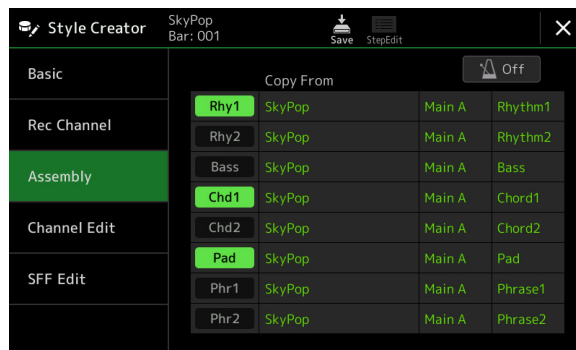 Style Creator
SkyPop
Bar: 001
Save
StepEdit
Basic
Rec Channel
Assembly
Channel Edit
SFF Edit
Copy From
Off
Rhy1 SkyPop Main A Rhythm1
Rhy2 SkyPop Main A Rhythm2
Bass SkyPop Main A Bass
Chd1 SkyPop Main A Chord1
Chd2 SkyPop Main A Chord2
Pad SkyPop Main A Pad
Phr1 SkyPop Main A Phrase1
Phr2 SkyPop Main A Phrase2